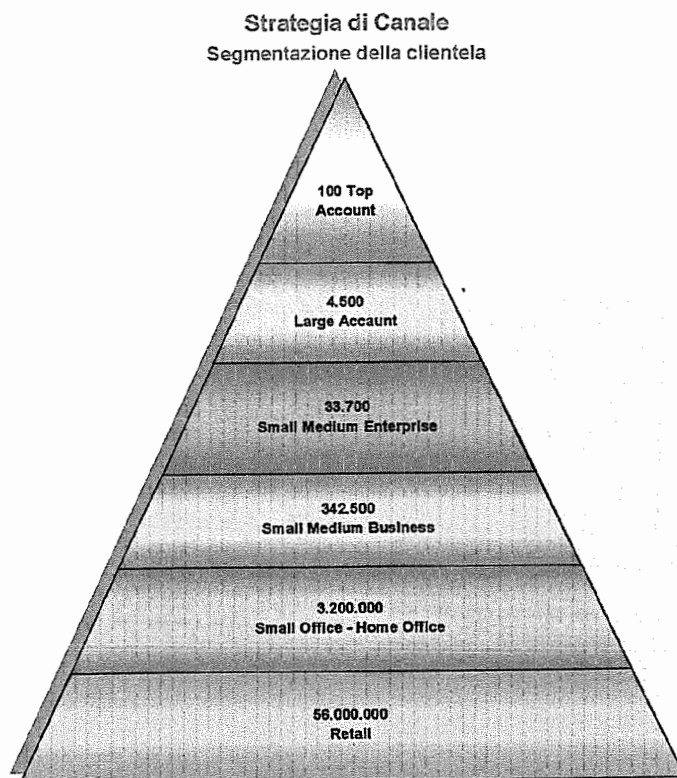 Strategia di Canale
Segmentazione della clientela
100 Top
Account
4.500
Large Accaunt
33.700
Small Medium Enterprise
342.500
Small Medium Business
3.200.000
Small Office - Home Office
56.000.000
Retail